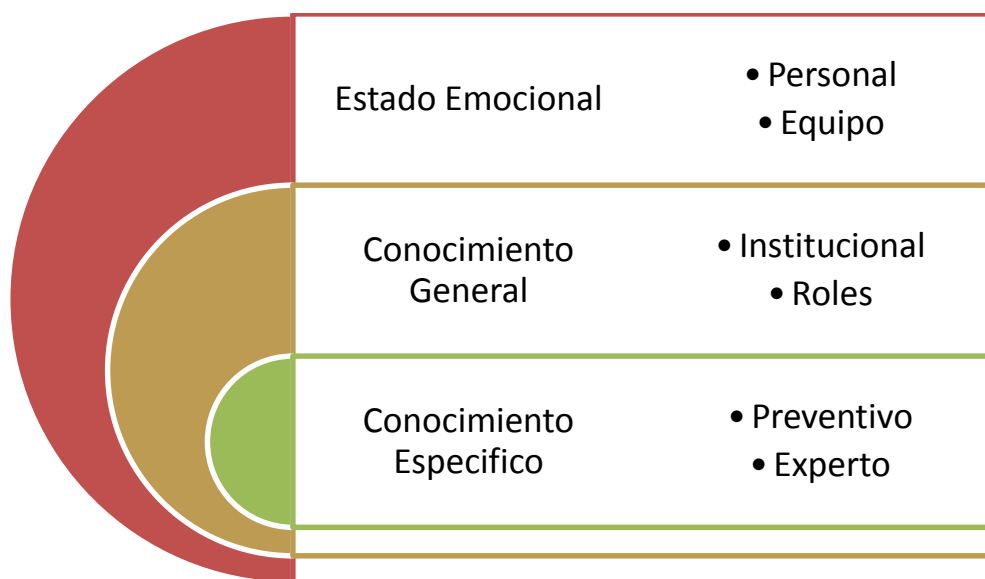 Estado Emocional
• Personal
• Equipo
Conocimiento
General
• Institucional
• Roles
Conocimiento
Especifico
• Preventivo
• Experto